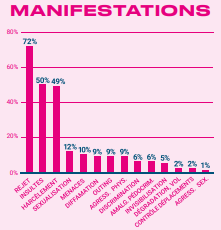 MANIFESTATIONS
80%
60%
40%
20%
0%
72%
50%
49%
12%
10%
9%
9%
9%
6%
6%
5%
2%
2%
1%
REJET
INSULTES
HARCÈLEMENT
SEXUALISATION
MENACES
DIFFAMATION
OUTING
AGRESS. PHYS.
DISCRIMINATION
AMALG. PÉDOCRIM.
INVISIBILISATION
DÉGRADATION, VOL
CONTRÔLE DÉPLACEMENTS
AGRESS. SEX.